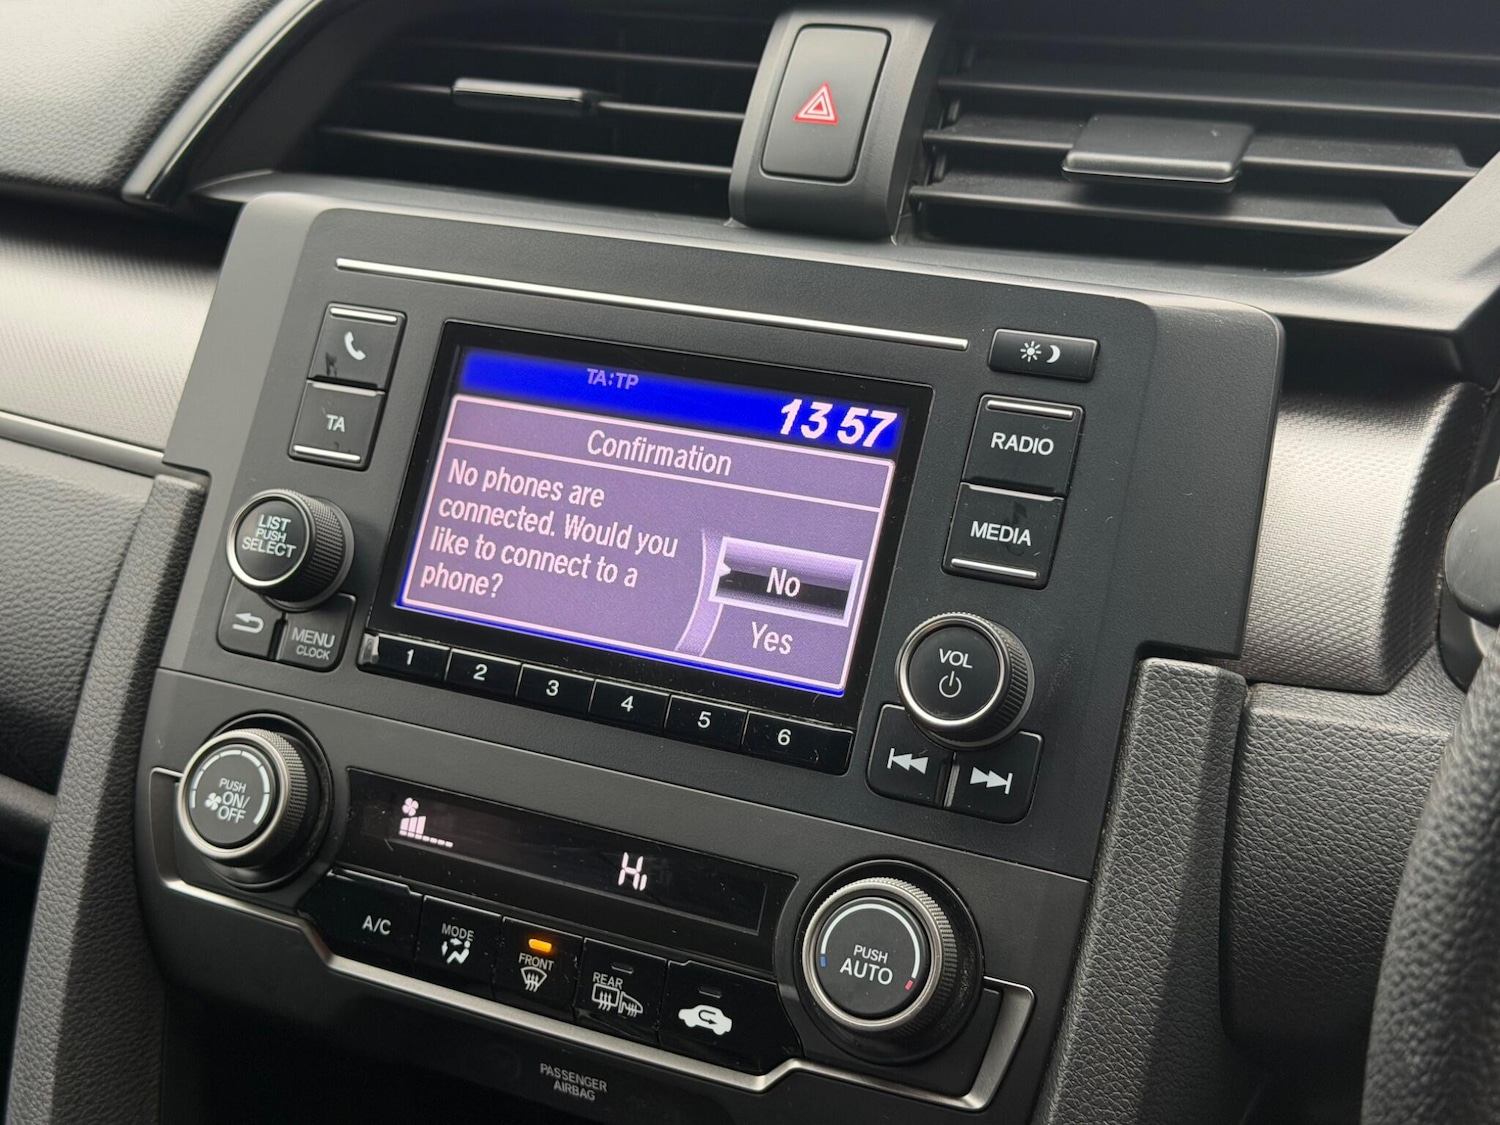 TA:TP
13 57
Confirmation
No phones are
connected. Would you
like to connect to a
phone?
No
Yes
TA
LIST
PUSH
SELECT
MENU
CLOCK
RADIO
MEDIA
VOL
1 2 3 4 5 6
PUSH
ON/
OFF
Hi
A/C
MODE
FRONT
REAR
PUSH
AUTO
PASSENGER
AIRBAG